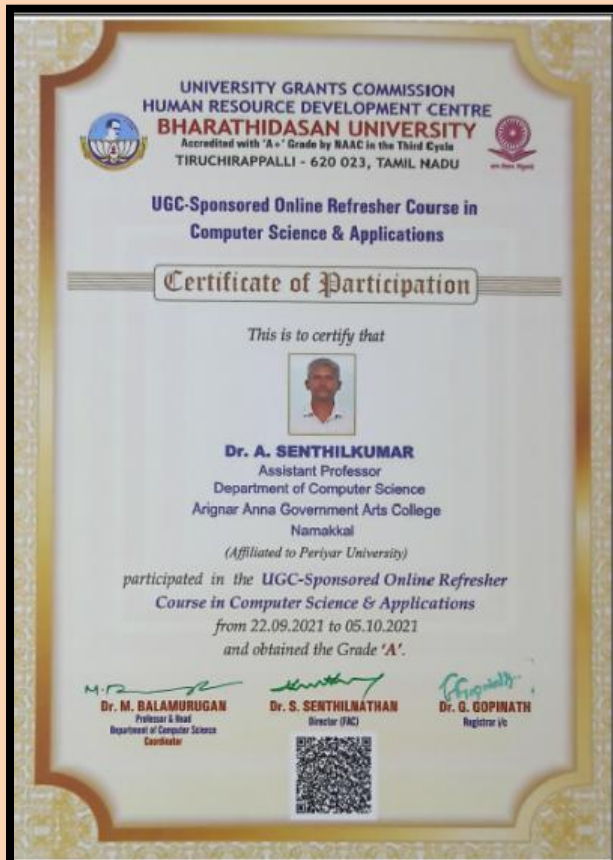 UNIVERSITY GRANTS COMMISSION
HUMAN RESOURCE DEVELOPMENT CENTRE
BHARATHIDASAN UNIVERSITY
Accredited with 'A+' Grade by NAAC in the Third Cycle
TIRUCHIRAPPALLI - 620 023, TAMIL NADU
UGC-Sponsored Online Refresher Course in
Computer Science & Applications
Certificate of Participation
This is to certify that
Dr. A. SENTHILKUMAR
Assistant Professor
Department of Computer Science
Arignar Anna Government Arts College
Namakkal
(Affiliated to Periyar University)
participated in the UGC-Sponsored Online Refresher
Course in Computer Science & Applications
from 22.09.2021 to 05.10.2021
and obtained the Grade 'A'.
Dr. M. BALAMURUGAN
Professor & Head
Department of Computer Science
Coordinator
Dr. S. SENTHILNATHAN
Director (FAC)
Dr. G. GOPINATH
Registrar i/c